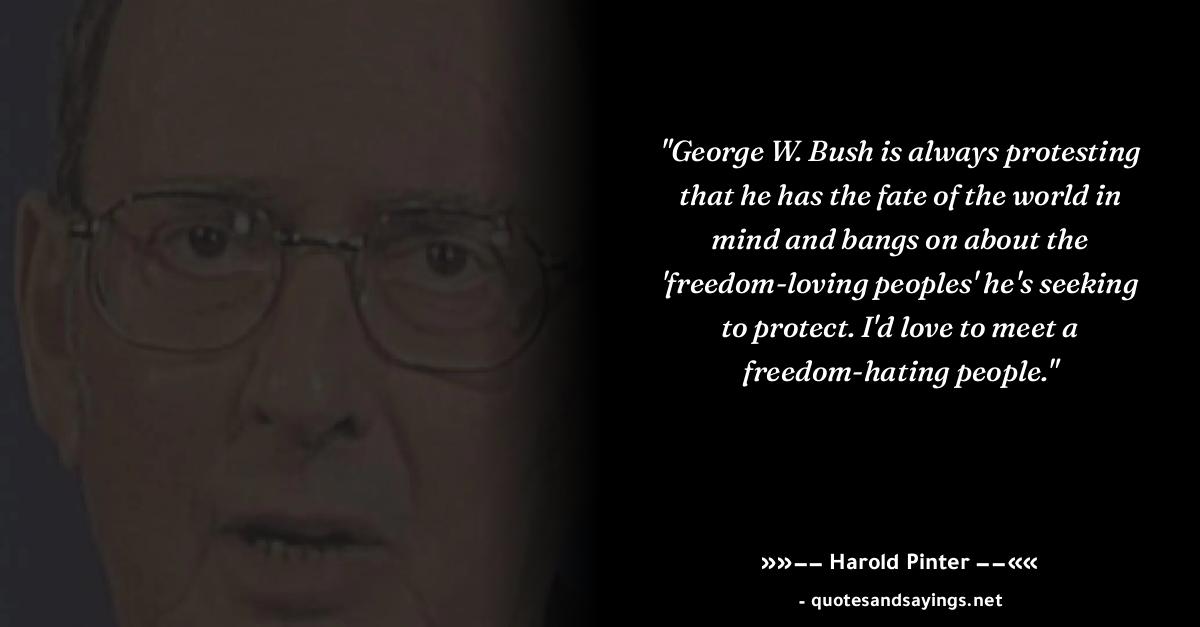 "George W. Bush is always protesting
that he has the fate of the world in
mind and bangs on about the
'freedom-loving peoples' he's seeking
to protect. I'd love to meet a
freedom-hating people."
»»−− Harold Pinter −−««
- quotesandsayings.net